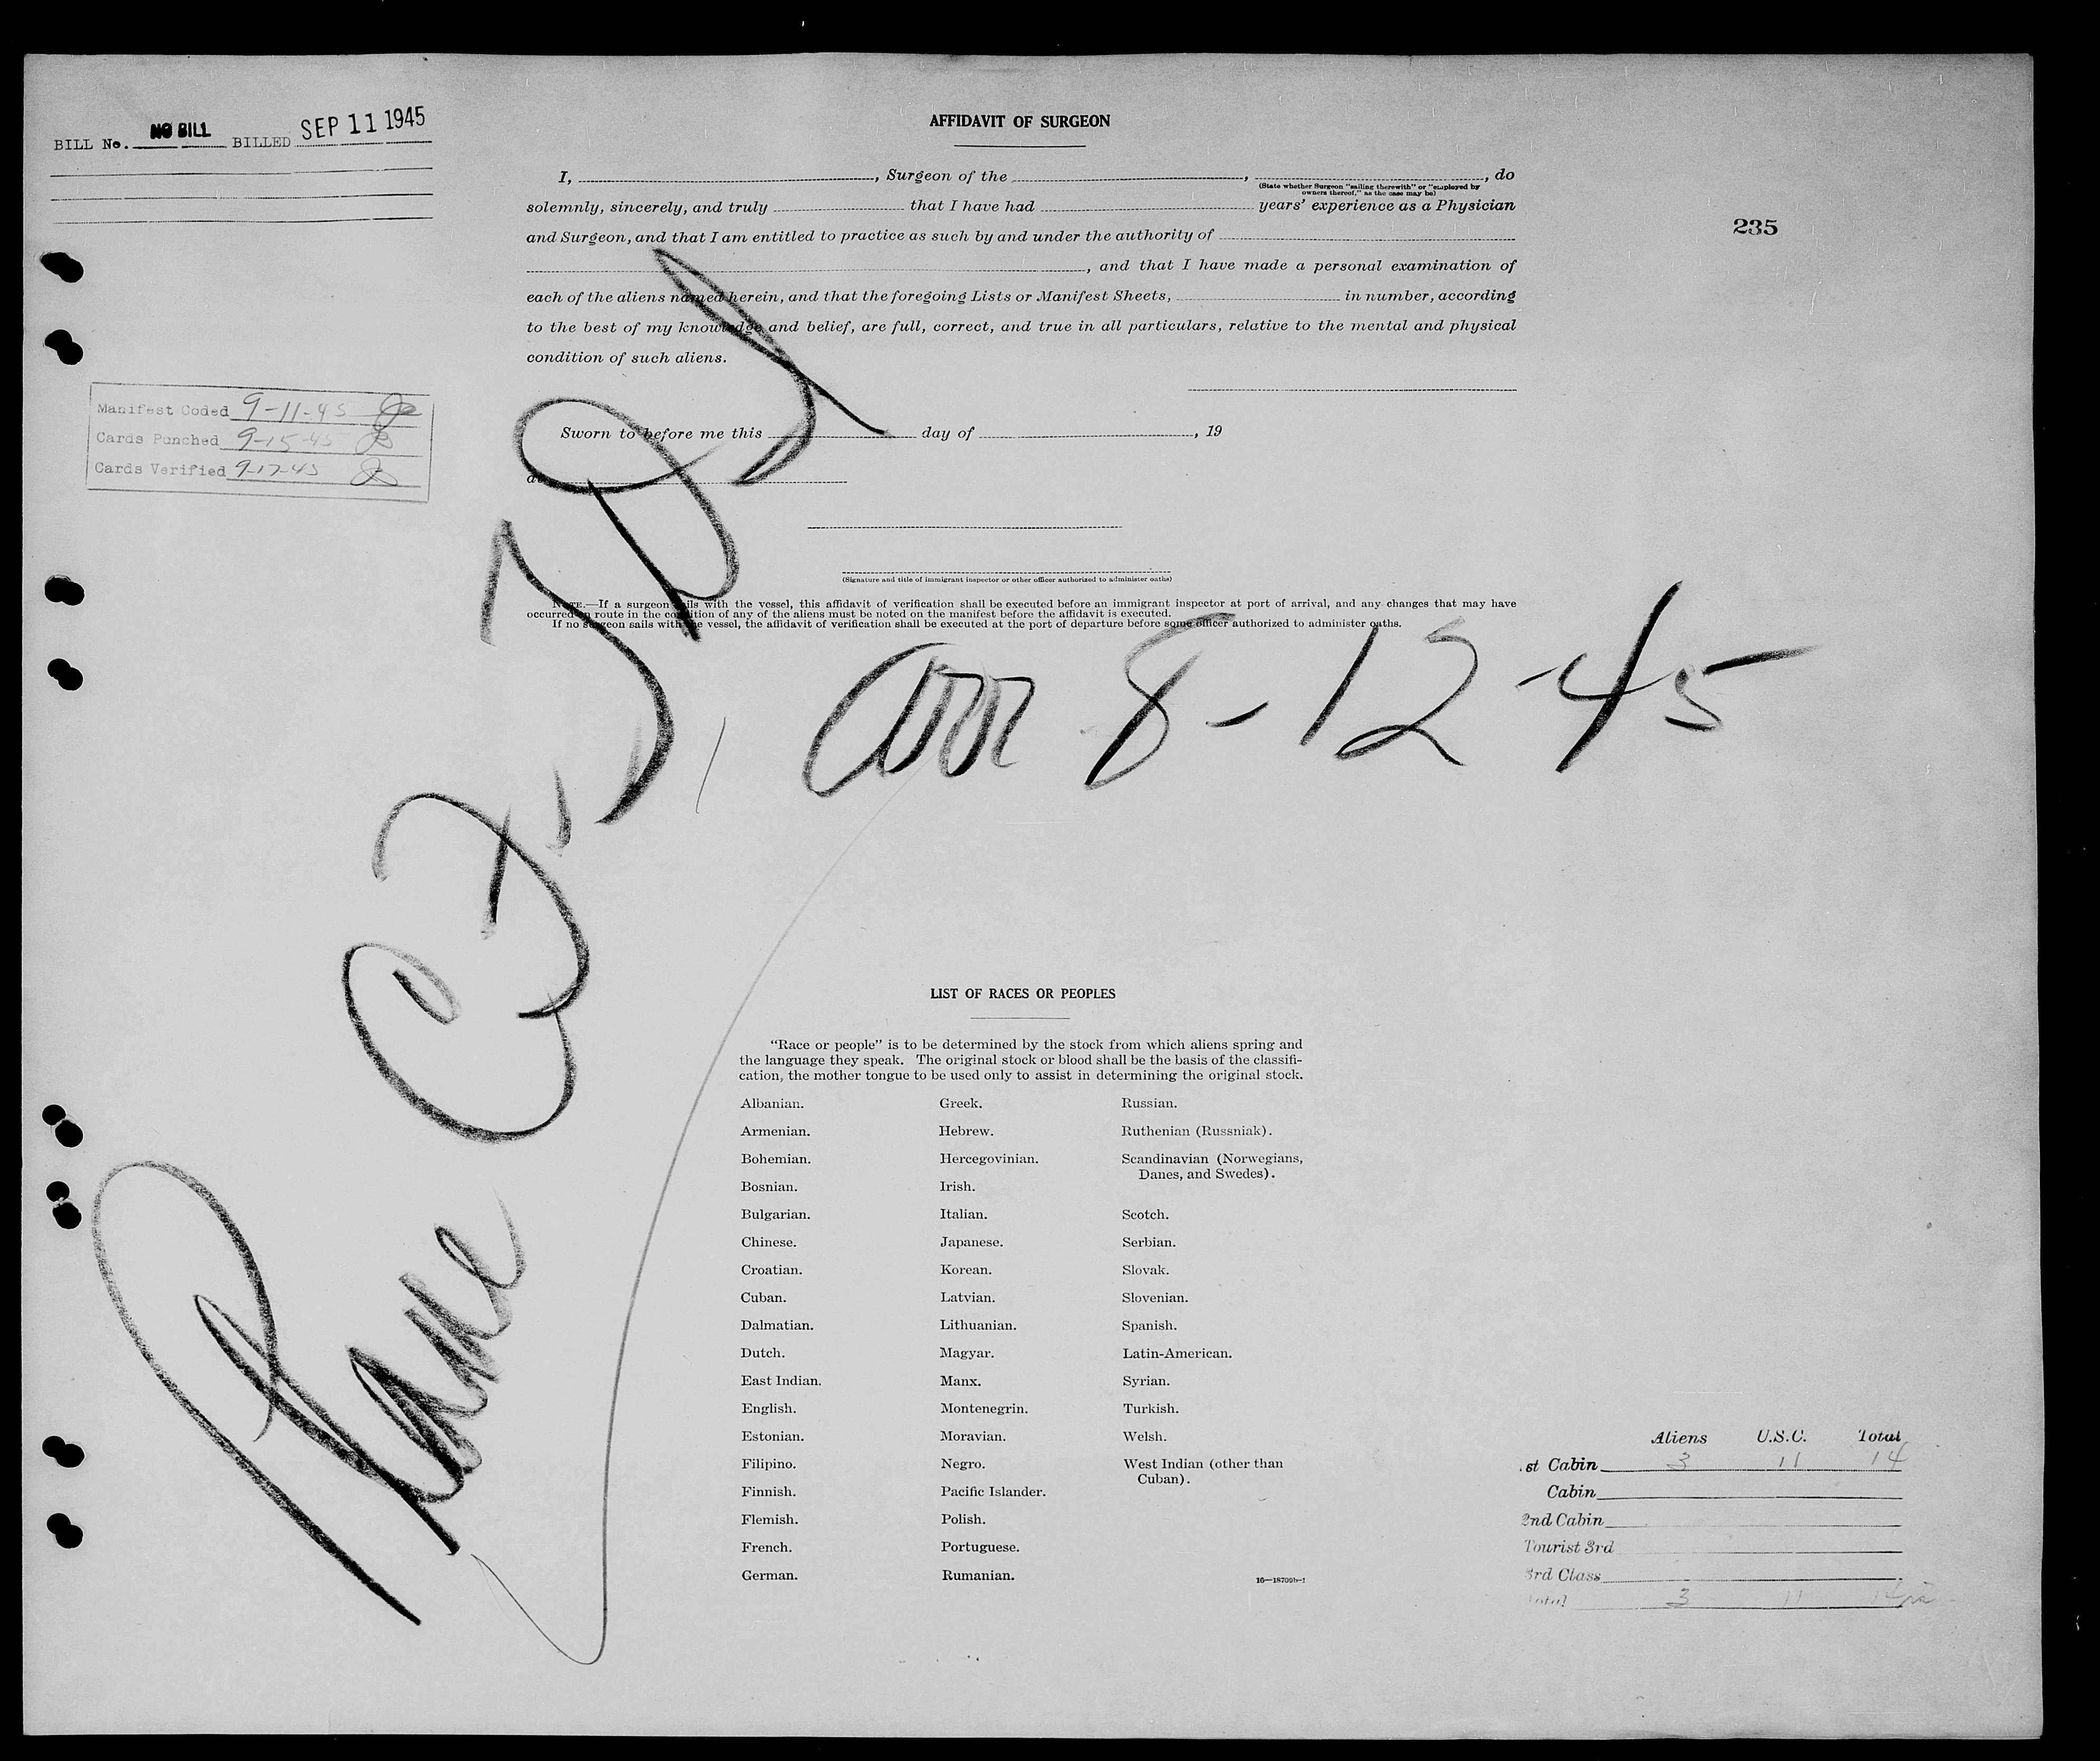 BILL No. NO BILL BILLED SEP 11 1945
AFFIDAVIT OF SURGEON
I, , Surgeon of the , , do
(State whether Surgeon "sailing therewith" or "employed by
owners thereof," as the case may be)
solemnly, sincerely, and truly that I have had years' experience as a Physician
and Surgeon, and that I am entitled to practice as such by and under the authority of
, and that I have made a personal examination of
each of the aliens named herein, and that the foregoing Lists or Manifest Sheets, in number, according
to the best of my knowledge and belief, are full, correct, and true in all particulars, relative to the mental and physical
condition of such aliens.
235
Manifest Coded 9-11-45
Cards Punched 9-15-45
Cards Verified 9-17-45
Sworn to before me this day of , 19
at
(Signature and title of immigrant inspector or other officer authorized to administer oaths)
NOTE.—If a surgeon sails with the vessel, this affidavit of verification shall be executed before an immigrant inspector at port of arrival, and any changes that may have
occurred en route in the condition of any of the aliens must be noted on the manifest before the affidavit is executed.
If no surgeon sails with the vessel, the affidavit of verification shall be executed at the port of departure before some officer authorized to administer oaths.
Plane
arr 8-12-45
LIST OF RACES OR PEOPLES
"Race or people" is to be determined by the stock from which aliens spring and
the language they speak. The original stock or blood shall be the basis of the classifi-
cation, the mother tongue to be used only to assist in determining the original stock.
Albanian.
Armenian.
Bohemian.
Bosnian.
Bulgarian.
Chinese.
Croatian.
Cuban.
Dalmatian.
Dutch.
East Indian.
English.
Estonian.
Filipino.
Finnish.
Flemish.
French.
German.
Greek.
Hebrew.
Hercegovinian.
Irish.
Italian.
Japanese.
Korean.
Latvian.
Lithuanian.
Magyar.
Manx.
Montenegrin.
Moravian.
Negro.
Pacific Islander.
Polish.
Portuguese.
Rumanian.
Russian.
Ruthenian (Russniak).
Scandinavian (Norwegians,
Danes, and Swedes).
Scotch.
Serbian.
Slovak.
Slovenian.
Spanish.
Latin-American.
Syrian.
Turkish.
Welsh.
West Indian (other than
Cuban).
16—18709b-1
Aliens U.S.C. Total
st Cabin 3 11 14
Cabin
2nd Cabin
Tourist 3rd
3rd Class
Total 3 11 14